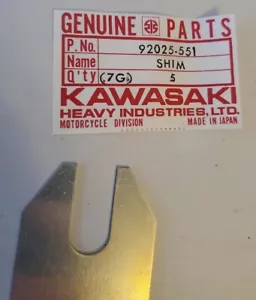 GENUINE PARTS
P. No. 92025-551
Name SHIM
Q'ty (7G) 5
KAWASAKI
HEAVY INDUSTRIES, LTD.
MOTORCYCLE DIVISION MADE IN JAPAN